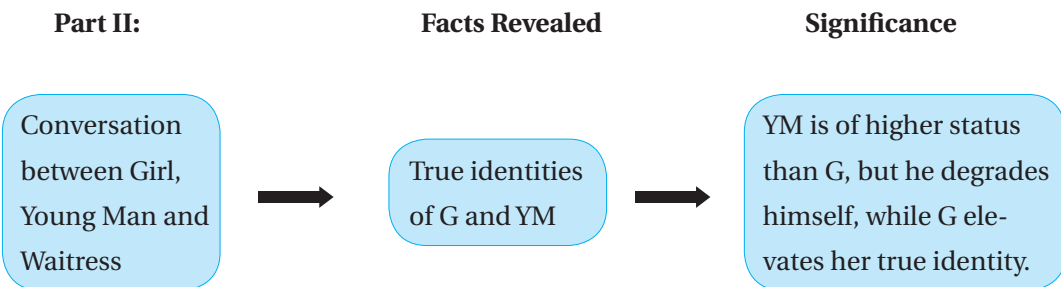 Part II:
Facts Revealed
Significance
Conversation
between Girl,
Young Man and
Waitress
True identities
of G and YM
YM is of higher status
than G, but he degrades
himself, while G ele-
vates her true identity.